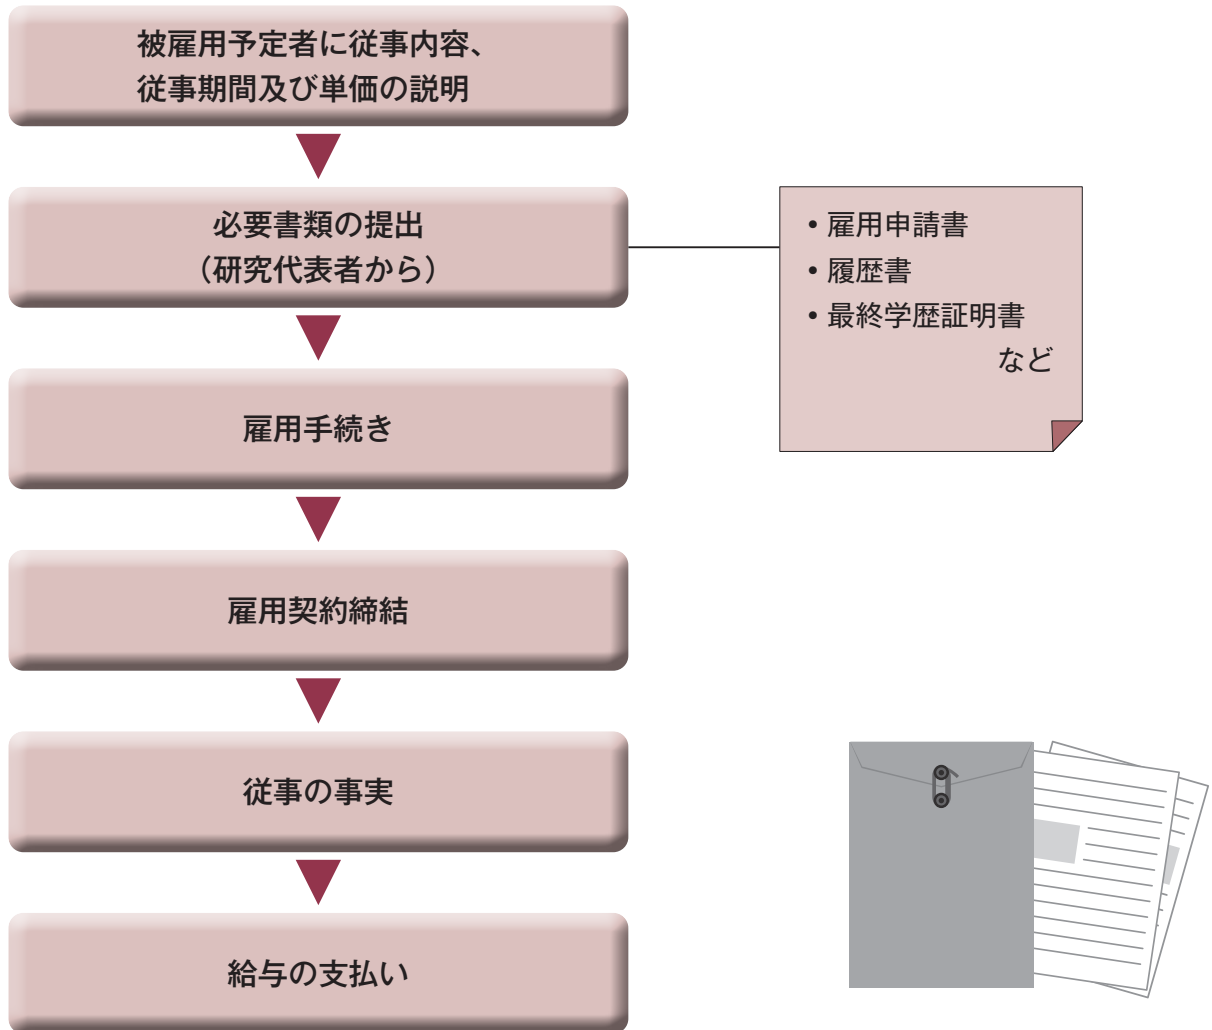 被雇用予定者に従事内容、
従事期間及び単価の説明
必要書類の提出
（研究代表者から）
• 雇用申請書
• 履歴書
• 最終学歴証明書
など
雇用手続き
雇用契約締結
従事の事実
給与の支払い